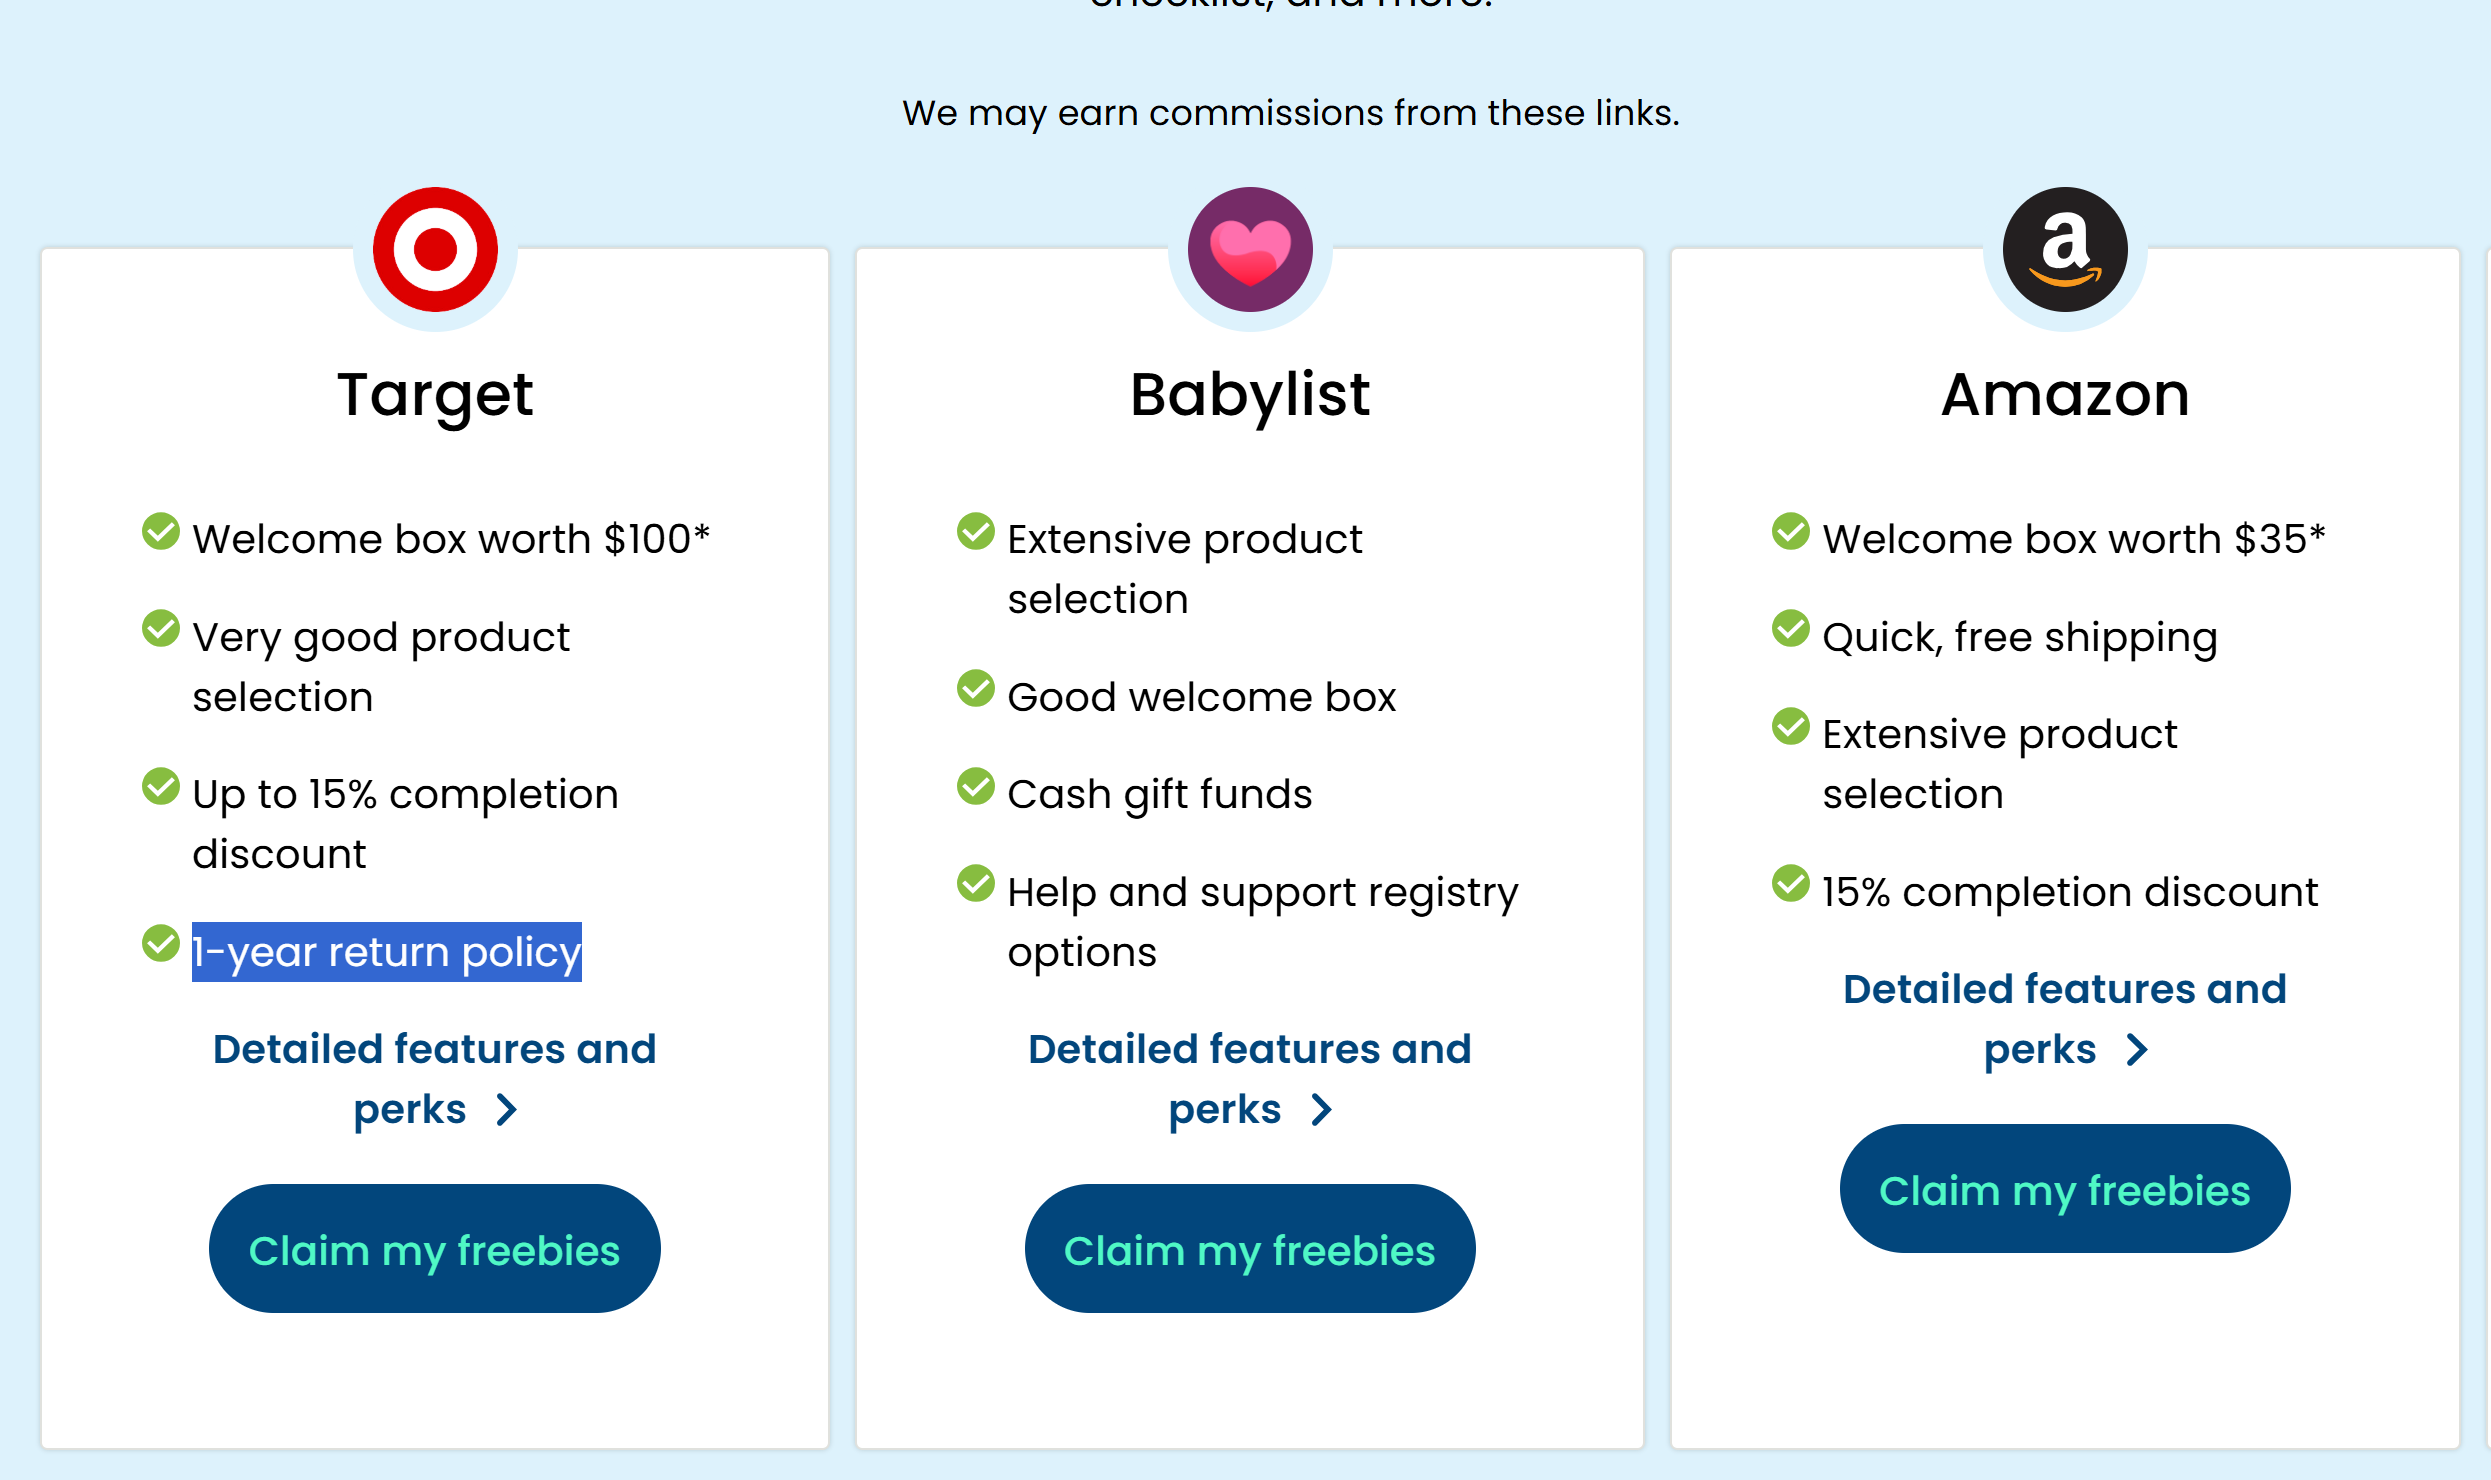 checklist, and more.
We may earn commissions from these links.
Target
Welcome box worth $100*
Very good product
selection
Up to 15% completion
discount
1-year return policy
Detailed features and
perks
Claim my freebies
Babylist
Extensive product
selection
Good welcome box
Cash gift funds
Help and support registry
options
Detailed features and
perks
Claim my freebies
a
Amazon
Welcome box worth $35*
Quick, free shipping
Extensive product
selection
15% completion discount
Detailed features and
perks
Claim my freebies